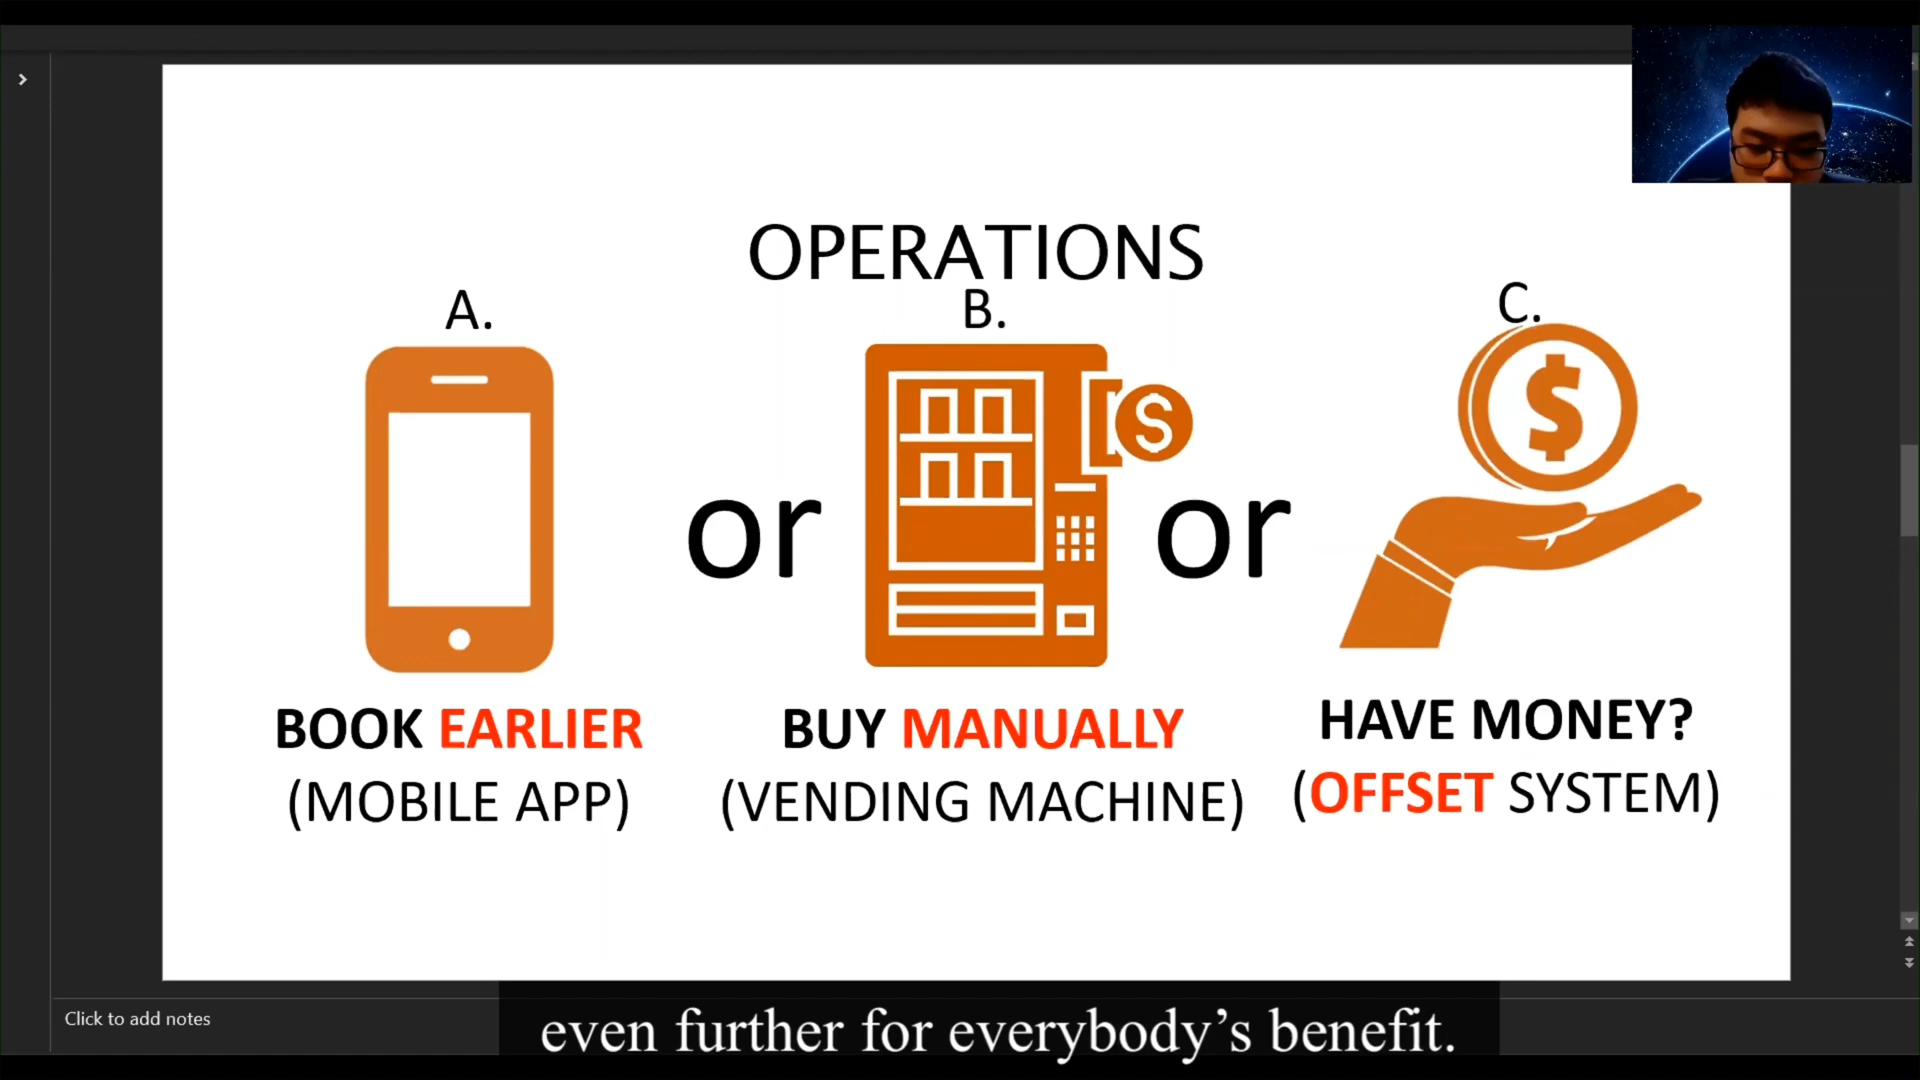 OPERATIONS
A.
B.
C.
$
$
or
or
BOOK EARLIER
(MOBILE APP)
BUY MANUALLY
(VENDING MACHINE)
HAVE MONEY?
(OFFSET SYSTEM)
Click to add notes
even further for everybody’s benefit.